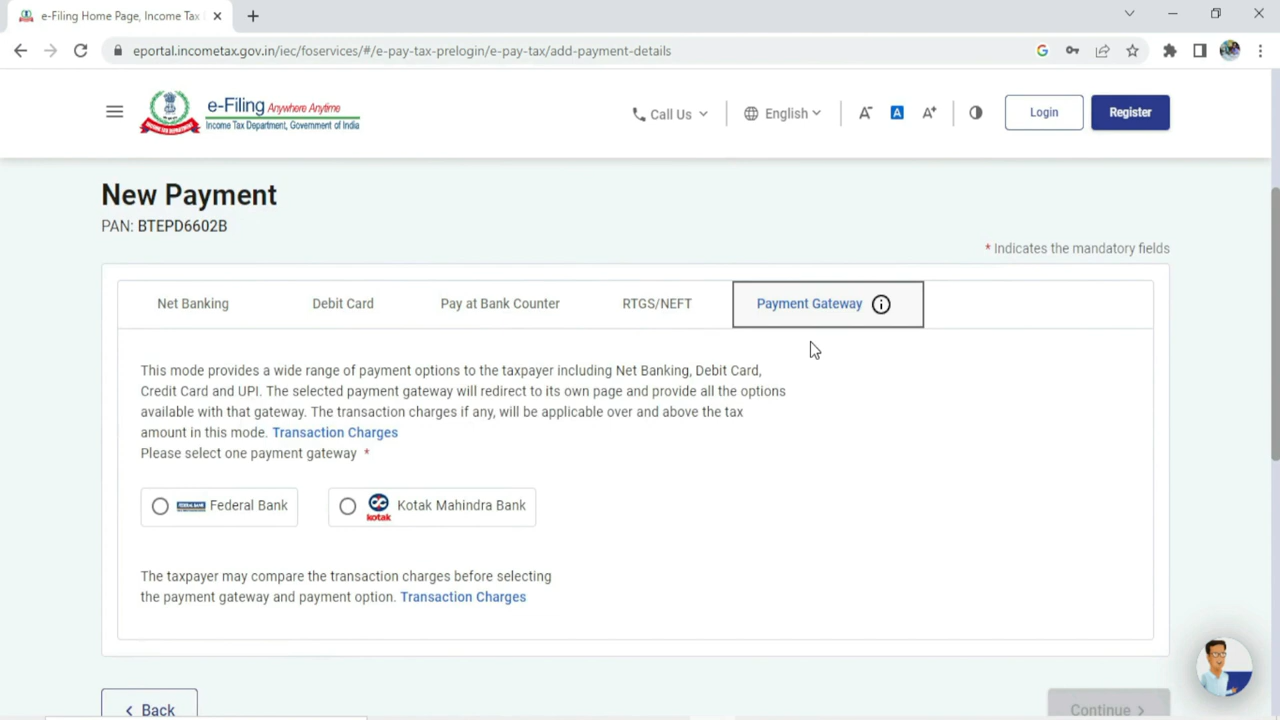 e-Filing Home Page, Income Tax
eportal.incometax.gov.in/iec/foservices/#/e-pay-tax-prelogin/e-pay-tax/add-payment-details
e-Filing Anywhere Anytime
Income Tax Department, Government of India
Call Us
English
A-
A
A+
Login
Register
New Payment
PAN: BTEPD6602B
* Indicates the mandatory fields
Net Banking
Debit Card
Pay at Bank Counter
RTGS/NEFT
Payment Gateway
This mode provides a wide range of payment options to the taxpayer including Net Banking, Debit Card,
Credit Card and UPI. The selected payment gateway will redirect to its own page and provide all the options
available with that gateway. The transaction charges if any, will be applicable over and above the tax
amount in this mode. Transaction Charges
Please select one payment gateway *
FEDERAL BANK Federal Bank
kotak Kotak Mahindra Bank
The taxpayer may compare the transaction charges before selecting
the payment gateway and payment option. Transaction Charges
< Back
Continue >